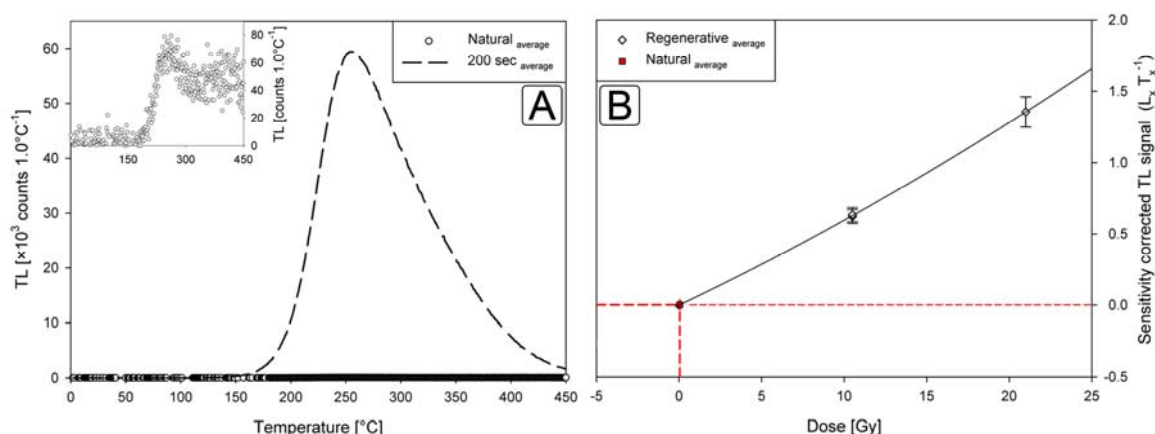 80
60
40
20
0
150
300
450
TL [counts 1.0°C⁻¹]
Natural average
200 sec average
A
60
50
40
30
20
10
0
TL [×10³ counts 1.0°C⁻¹]
0 50 100 150 200 250 300 350 400 450
Temperature [°C]
Regenerative average
Natural average
B
2.0
1.5
1.0
0.5
0.0
-0.5
Sensitivity corrected TL signal (Lₓ Tₓ⁻¹)
-5 0 5 10 15 20 25
Dose [Gy]